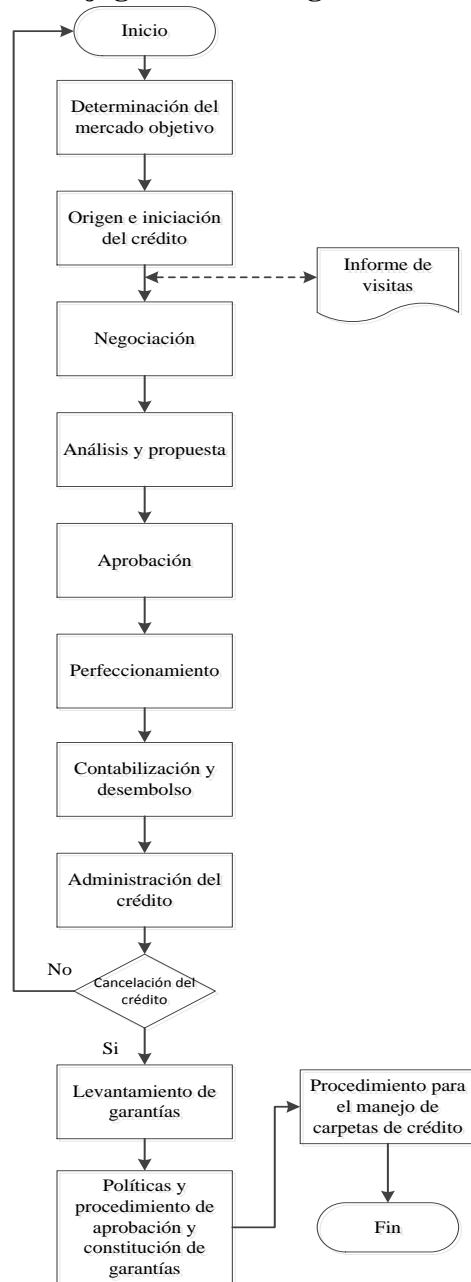 Inicio
Determinación del
mercado objetivo
Origen e iniciación
del crédito
Informe de
visitas
Negociación
Análisis y propuesta
Aprobación
Perfeccionamiento
Contabilización y
desembolso
Administración del
crédito
No
Cancelación del
crédito
Si
Levantamiento de
garantías
Procedimiento para
el manejo de
carpetas de crédito
Políticas y
procedimiento de
aprobación y
constitución de
garantías
Fin